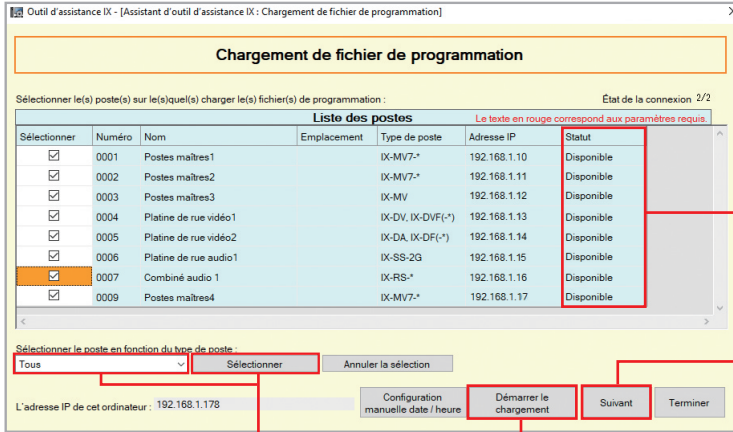 Outil d'assistance IX - [Assistant d'outil d'assistance IX : Chargement de fichier de programmation]
Chargement de fichier de programmation
Sélectionner le(s) poste(s) sur le(s)quel(s) charger le(s) fichier(s) de programmation : État de la connexion 2/2
Liste des postes Le texte en rouge correspond aux paramètres requis.
Sélectionner Numéro Nom Emplacement Type de poste Adresse IP Statut
0001 Postes maîtres1 IX-MV7-* 192.168.1.10 Disponible
0002 Postes maîtres2 IX-MV7-* 192.168.1.11 Disponible
0003 Postes maîtres3 IX-MV 192.168.1.12 Disponible
0004 Platine de rue vidéo1 IX-DV, IX-DVF(-*) 192.168.1.13 Disponible
0005 Platine de rue vidéo2 IX-DA, IX-DF(-*) 192.168.1.14 Disponible
0006 Platine de rue audio1 IX-SS-2G 192.168.1.15 Disponible
0007 Combiné audio 1 IX-RS-* 192.168.1.16 Disponible
0009 Postes maîtres4 IX-MV7-* 192.168.1.17 Disponible
Sélectionner le poste en fonction du type de poste :
Tous Sélectionner Annuler la sélection
L'adresse IP de cet ordinateur : 192.168.1.178
Configuration manuelle date / heure
Démarrer le chargement
Suivant
Terminer